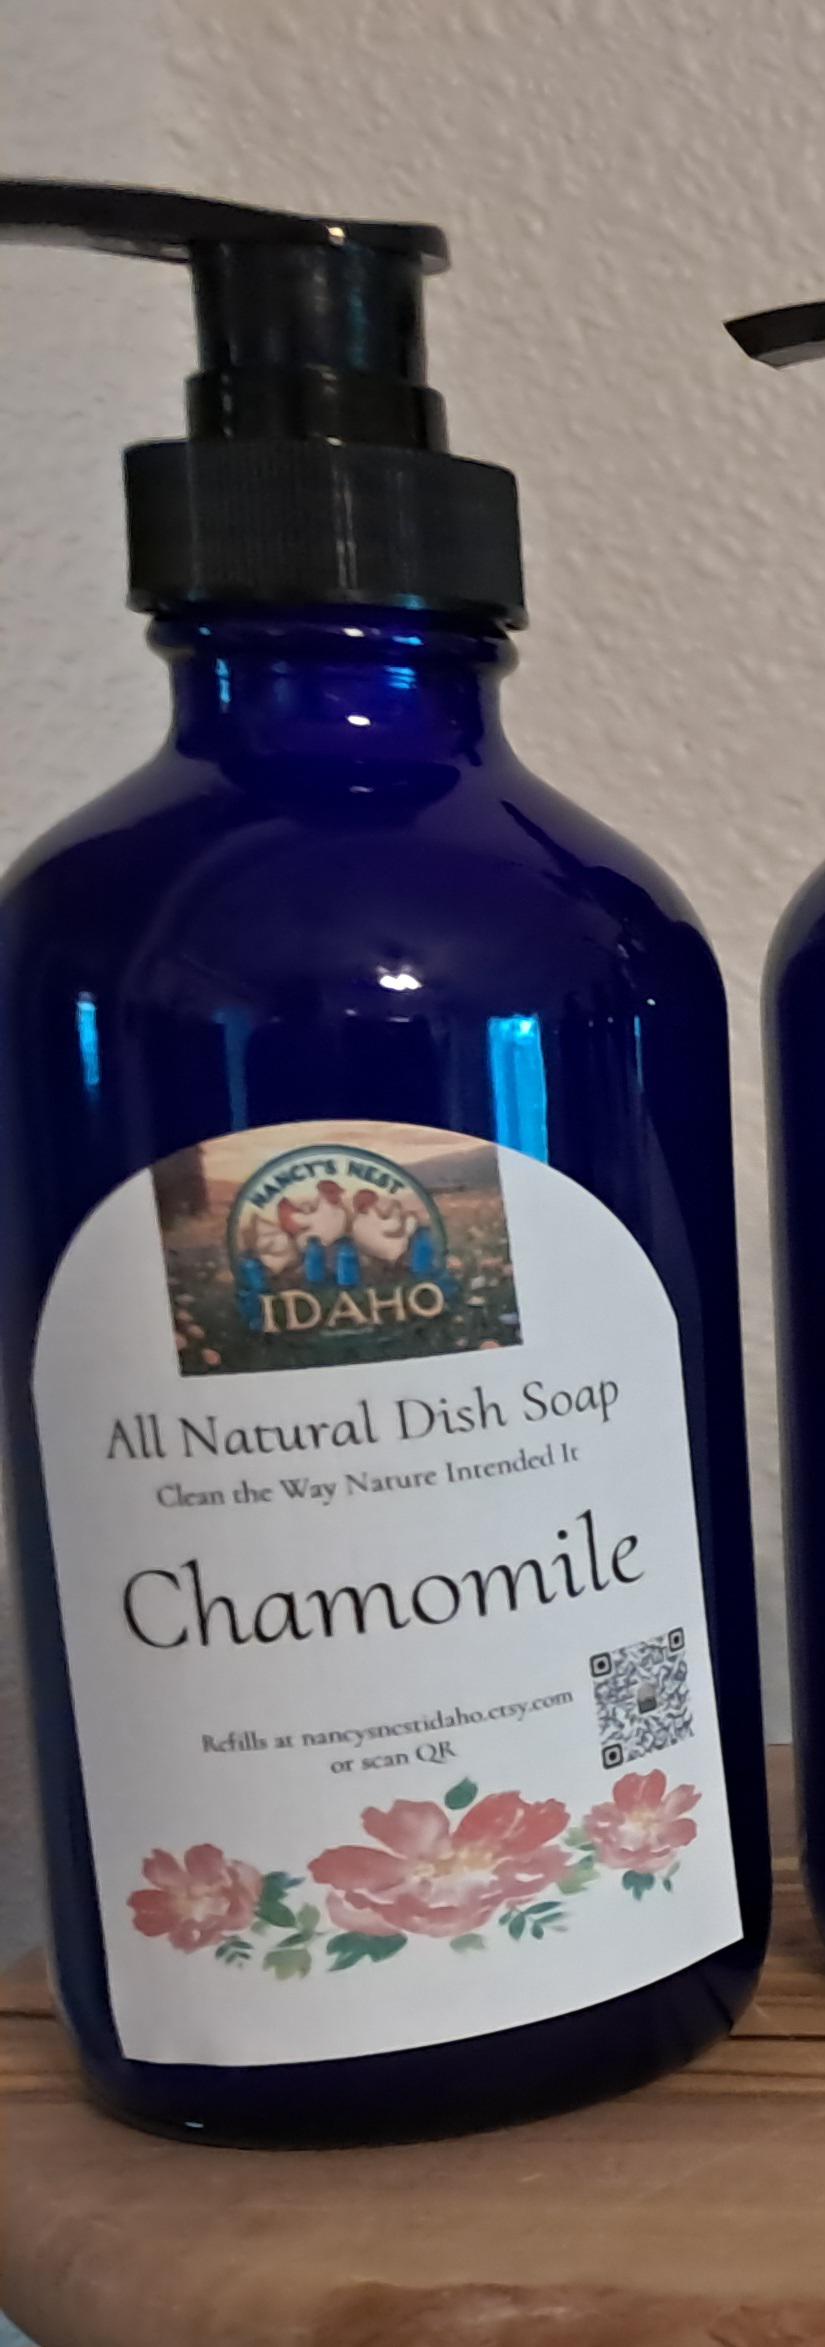 NANCY'S NEST
IDAHO
All Natural Dish Soap
Clean the Way Nature Intended It
Chamomile
Refills at nancysnestidaho.etsy.com
or scan QR